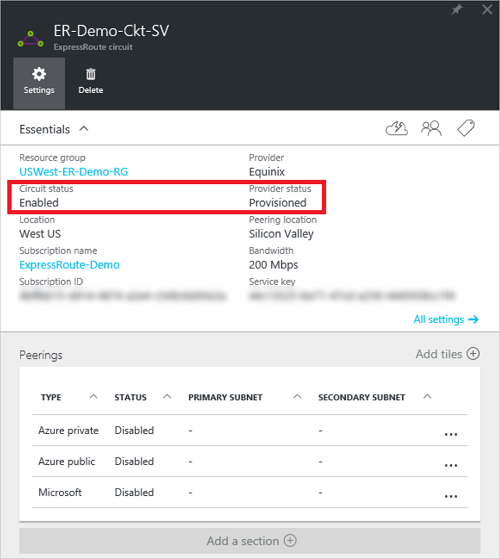 ER-Demo-Ckt-SV
ExpressRoute circuit
Settings Delete
Essentials
Resource group Provider
USWest-ER-Demo-RG Equinix
Circuit status Provider status
Enabled Provisioned
Location Peering location
West US Silicon Valley
Subscription name Bandwidth
ExpressRoute-Demo 200 Mbps
Subscription ID Service key
All settings →
Peerings Add tiles
TYPE STATUS PRIMARY SUBNET SECONDARY SUBNET
Azure private Disabled - - ...
Azure public Disabled - - ...
Microsoft Disabled - - ...
Add a section